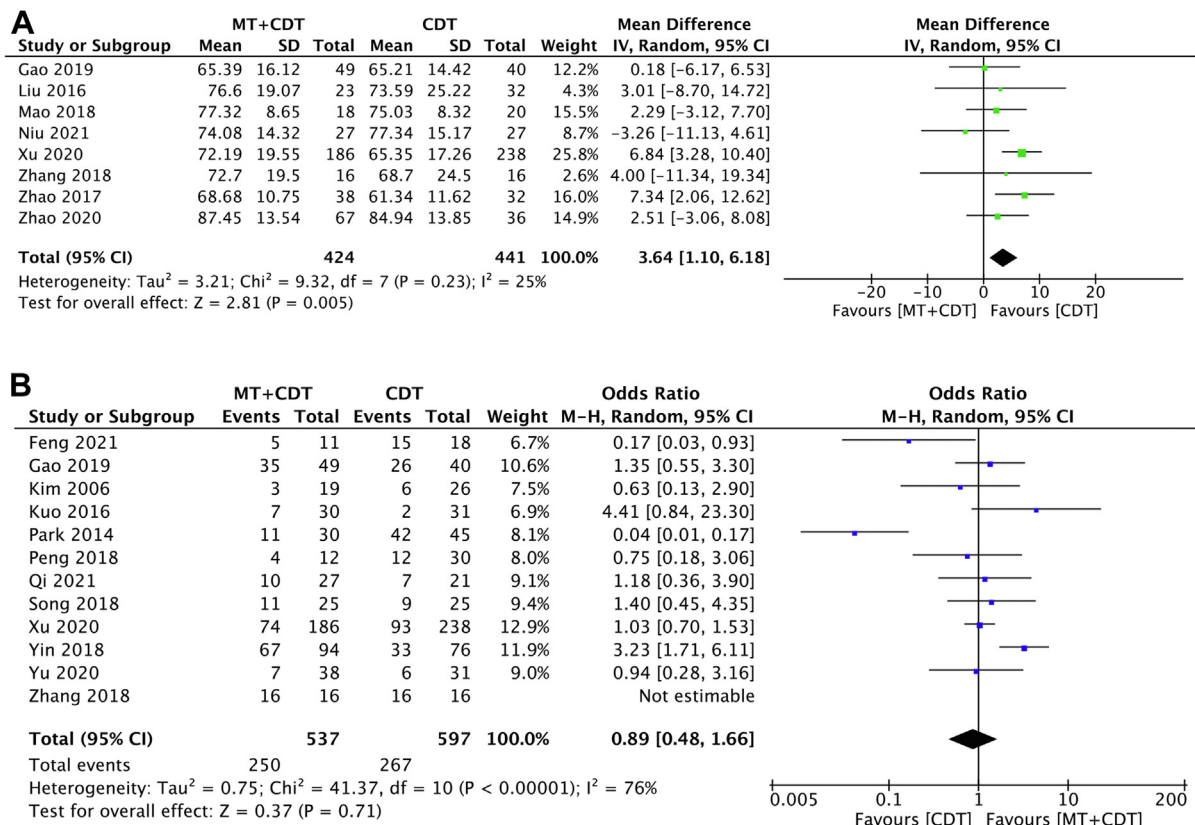 A
MT+CDT CDT Mean Difference Mean Difference
Study or Subgroup Mean SD Total Mean SD Total Weight IV, Random, 95% CI IV, Random, 95% CI
Gao 2019 65.39 16.12 49 65.21 14.42 40 12.2% 0.18 [-6.17, 6.53]
Liu 2016 76.6 19.07 23 73.59 25.22 32 4.3% 3.01 [-8.70, 14.72]
Mao 2018 77.32 8.65 18 75.03 8.32 20 15.5% 2.29 [-3.12, 7.70]
Niu 2021 74.08 14.32 27 77.34 15.17 27 8.7% -3.26 [-11.13, 4.61]
Xu 2020 72.19 19.55 186 65.35 17.26 238 25.8% 6.84 [3.28, 10.40]
Zhang 2018 72.7 19.5 16 68.7 24.5 16 2.6% 4.00 [-11.34, 19.34]
Zhao 2017 68.68 10.75 38 61.34 11.62 32 16.0% 7.34 [2.06, 12.62]
Zhao 2020 87.45 13.54 67 84.94 13.85 36 14.9% 2.51 [-3.06, 8.08]
Total (95% CI) 424 441 100.0% 3.64 [1.10, 6.18]
Heterogeneity: Tau² = 3.21; Chi² = 9.32, df = 7 (P = 0.23); I² = 25%
Test for overall effect: Z = 2.81 (P = 0.005)
-20 -10 0 10 20
Favours [MT+CDT] Favours [CDT]
B
MT+CDT CDT Odds Ratio Odds Ratio
Study or Subgroup Events Total Events Total Weight M-H, Random, 95% CI M-H, Random, 95% CI
Feng 2021 5 11 15 18 6.7% 0.17 [0.03, 0.93]
Gao 2019 35 49 26 40 10.6% 1.35 [0.55, 3.30]
Kim 2006 3 19 6 26 7.5% 0.63 [0.13, 2.90]
Kuo 2016 7 30 2 31 6.9% 4.41 [0.84, 23.30]
Park 2014 11 30 42 45 8.1% 0.04 [0.01, 0.17]
Peng 2018 4 12 12 30 8.0% 0.75 [0.18, 3.06]
Qi 2021 10 27 7 21 9.1% 1.18 [0.36, 3.90]
Song 2018 11 25 9 25 9.4% 1.40 [0.45, 4.35]
Xu 2020 74 186 93 238 12.9% 1.03 [0.70, 1.53]
Yin 2018 67 94 33 76 11.9% 3.23 [1.71, 6.11]
Yu 2020 7 38 6 31 9.0% 0.94 [0.28, 3.16]
Zhang 2018 16 16 16 16 Not estimable
Total (95% CI) 537 597 100.0% 0.89 [0.48, 1.66]
Total events 250 267
Heterogeneity: Tau² = 0.75; Chi² = 41.37, df = 10 (P < 0.00001); I² = 76%
Test for overall effect: Z = 0.37 (P = 0.71)
0.005 0.1 1 10 200
Favours [CDT] Favours [MT+CDT]